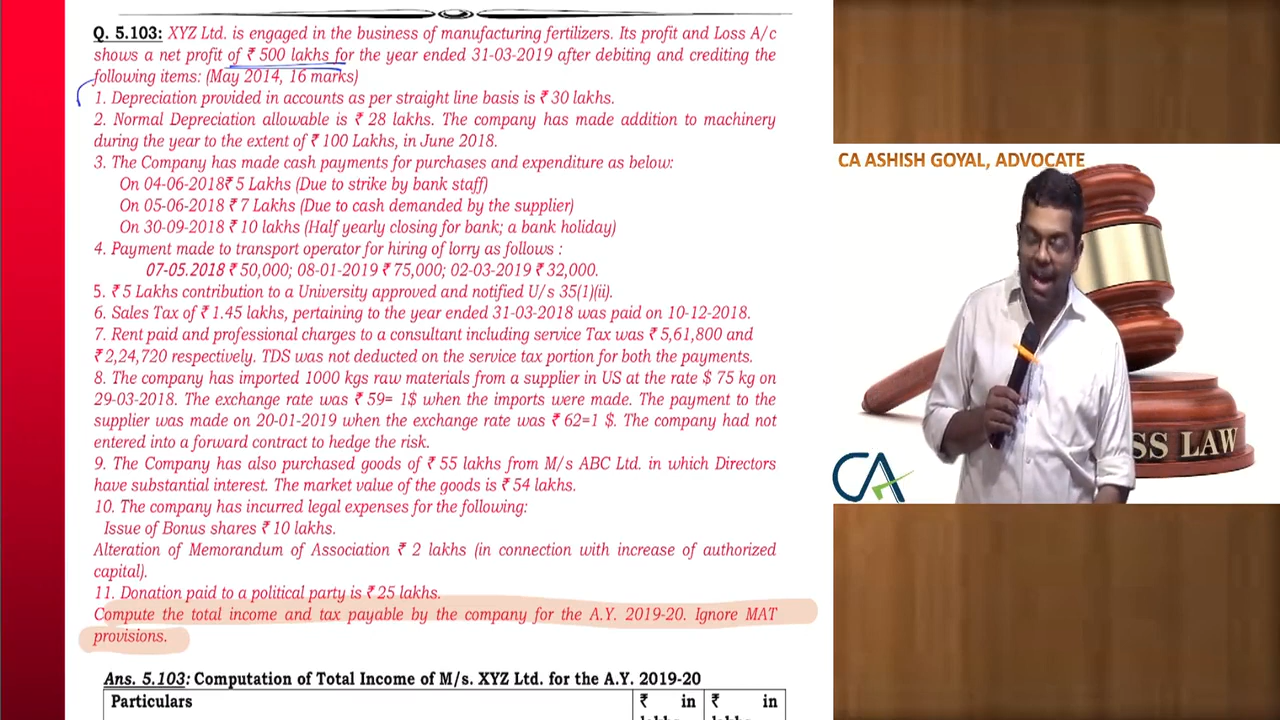 Q. 5.103: XYZ Ltd. is engaged in the business of manufacturing fertilizers. Its profit and Loss A/c
shows a net profit of ₹ 500 lakhs for the year ended 31-03-2019 after debiting and crediting the
following items: (May 2014, 16 marks)
1. Depreciation provided in accounts as per straight line basis is ₹ 30 lakhs.
2. Normal Depreciation allowable is ₹ 28 lakhs. The company has made addition to machinery
during the year to the extent of ₹ 100 Lakhs, in June 2018.
3. The Company has made cash payments for purchases and expenditure as below:
On 04-06-2018₹ 5 Lakhs (Due to strike by bank staff)
On 05-06-2018 ₹ 7 Lakhs (Due to cash demanded by the supplier)
On 30-09-2018 ₹ 10 lakhs (Half yearly closing for bank; a bank holiday)
4. Payment made to transport operator for hiring of lorry as follows :
07-05.2018 ₹ 50,000; 08-01-2019 ₹ 75,000; 02-03-2019 ₹ 32,000.
5. ₹ 5 Lakhs contribution to a University approved and notified U/s 35(1)(ii).
6. Sales Tax of ₹ 1.45 lakhs, pertaining to the year ended 31-03-2018 was paid on 10-12-2018.
7. Rent paid and professional charges to a consultant including service Tax was ₹ 5,61,800 and
₹ 2,24,720 respectively. TDS was not deducted on the service tax portion for both the payments.
8. The company has imported 1000 kgs raw materials from a supplier in US at the rate $ 75 kg on
29-03-2018. The exchange rate was ₹ 59= 1$ when the imports were made. The payment to the
supplier was made on 20-01-2019 when the exchange rate was ₹ 62=1 $. The company had not
entered into a forward contract to hedge the risk.
9. The Company has also purchased goods of ₹ 55 lakhs from M/s ABC Ltd. in which Directors
have substantial interest. The market value of the goods is ₹ 54 lakhs.
10. The company has incurred legal expenses for the following:
Issue of Bonus shares ₹ 10 lakhs.
Alteration of Memorandum of Association ₹ 2 lakhs (in connection with increase of authorized
capital).
11. Donation paid to a political party is ₹ 25 lakhs.
Compute the total income and tax payable by the company for the A.Y. 2019-20. Ignore MAT
provisions.
Ans. 5.103: Computation of Total Income of M/s. XYZ Ltd. for the A.Y. 2019-20
Particulars ₹ in ₹ in
CA ASHISH GOYAL, ADVOCATE
SS LAW
CA